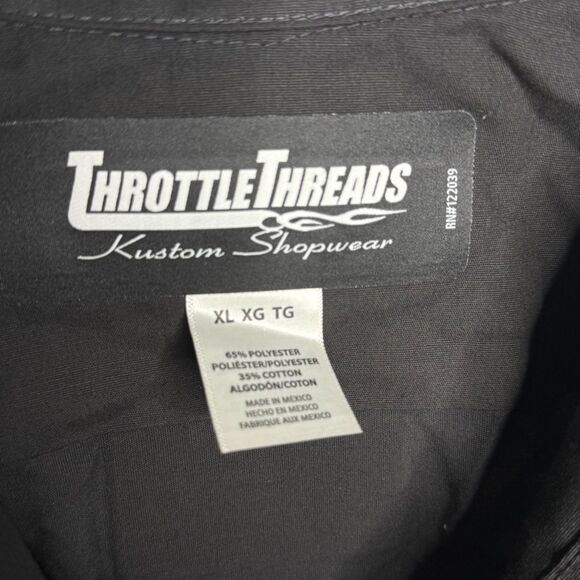 THROTTLETHREADS
Kustom Shopwear
RN#122039
XL XG TG
65% POLYESTER
POLIÉSTER/POLYESTER
35% COTTON
ALGODÓN/COTON
MADE IN MEXICO
HECHO EN MEXICO
FABRIQUE AUX MEXICO